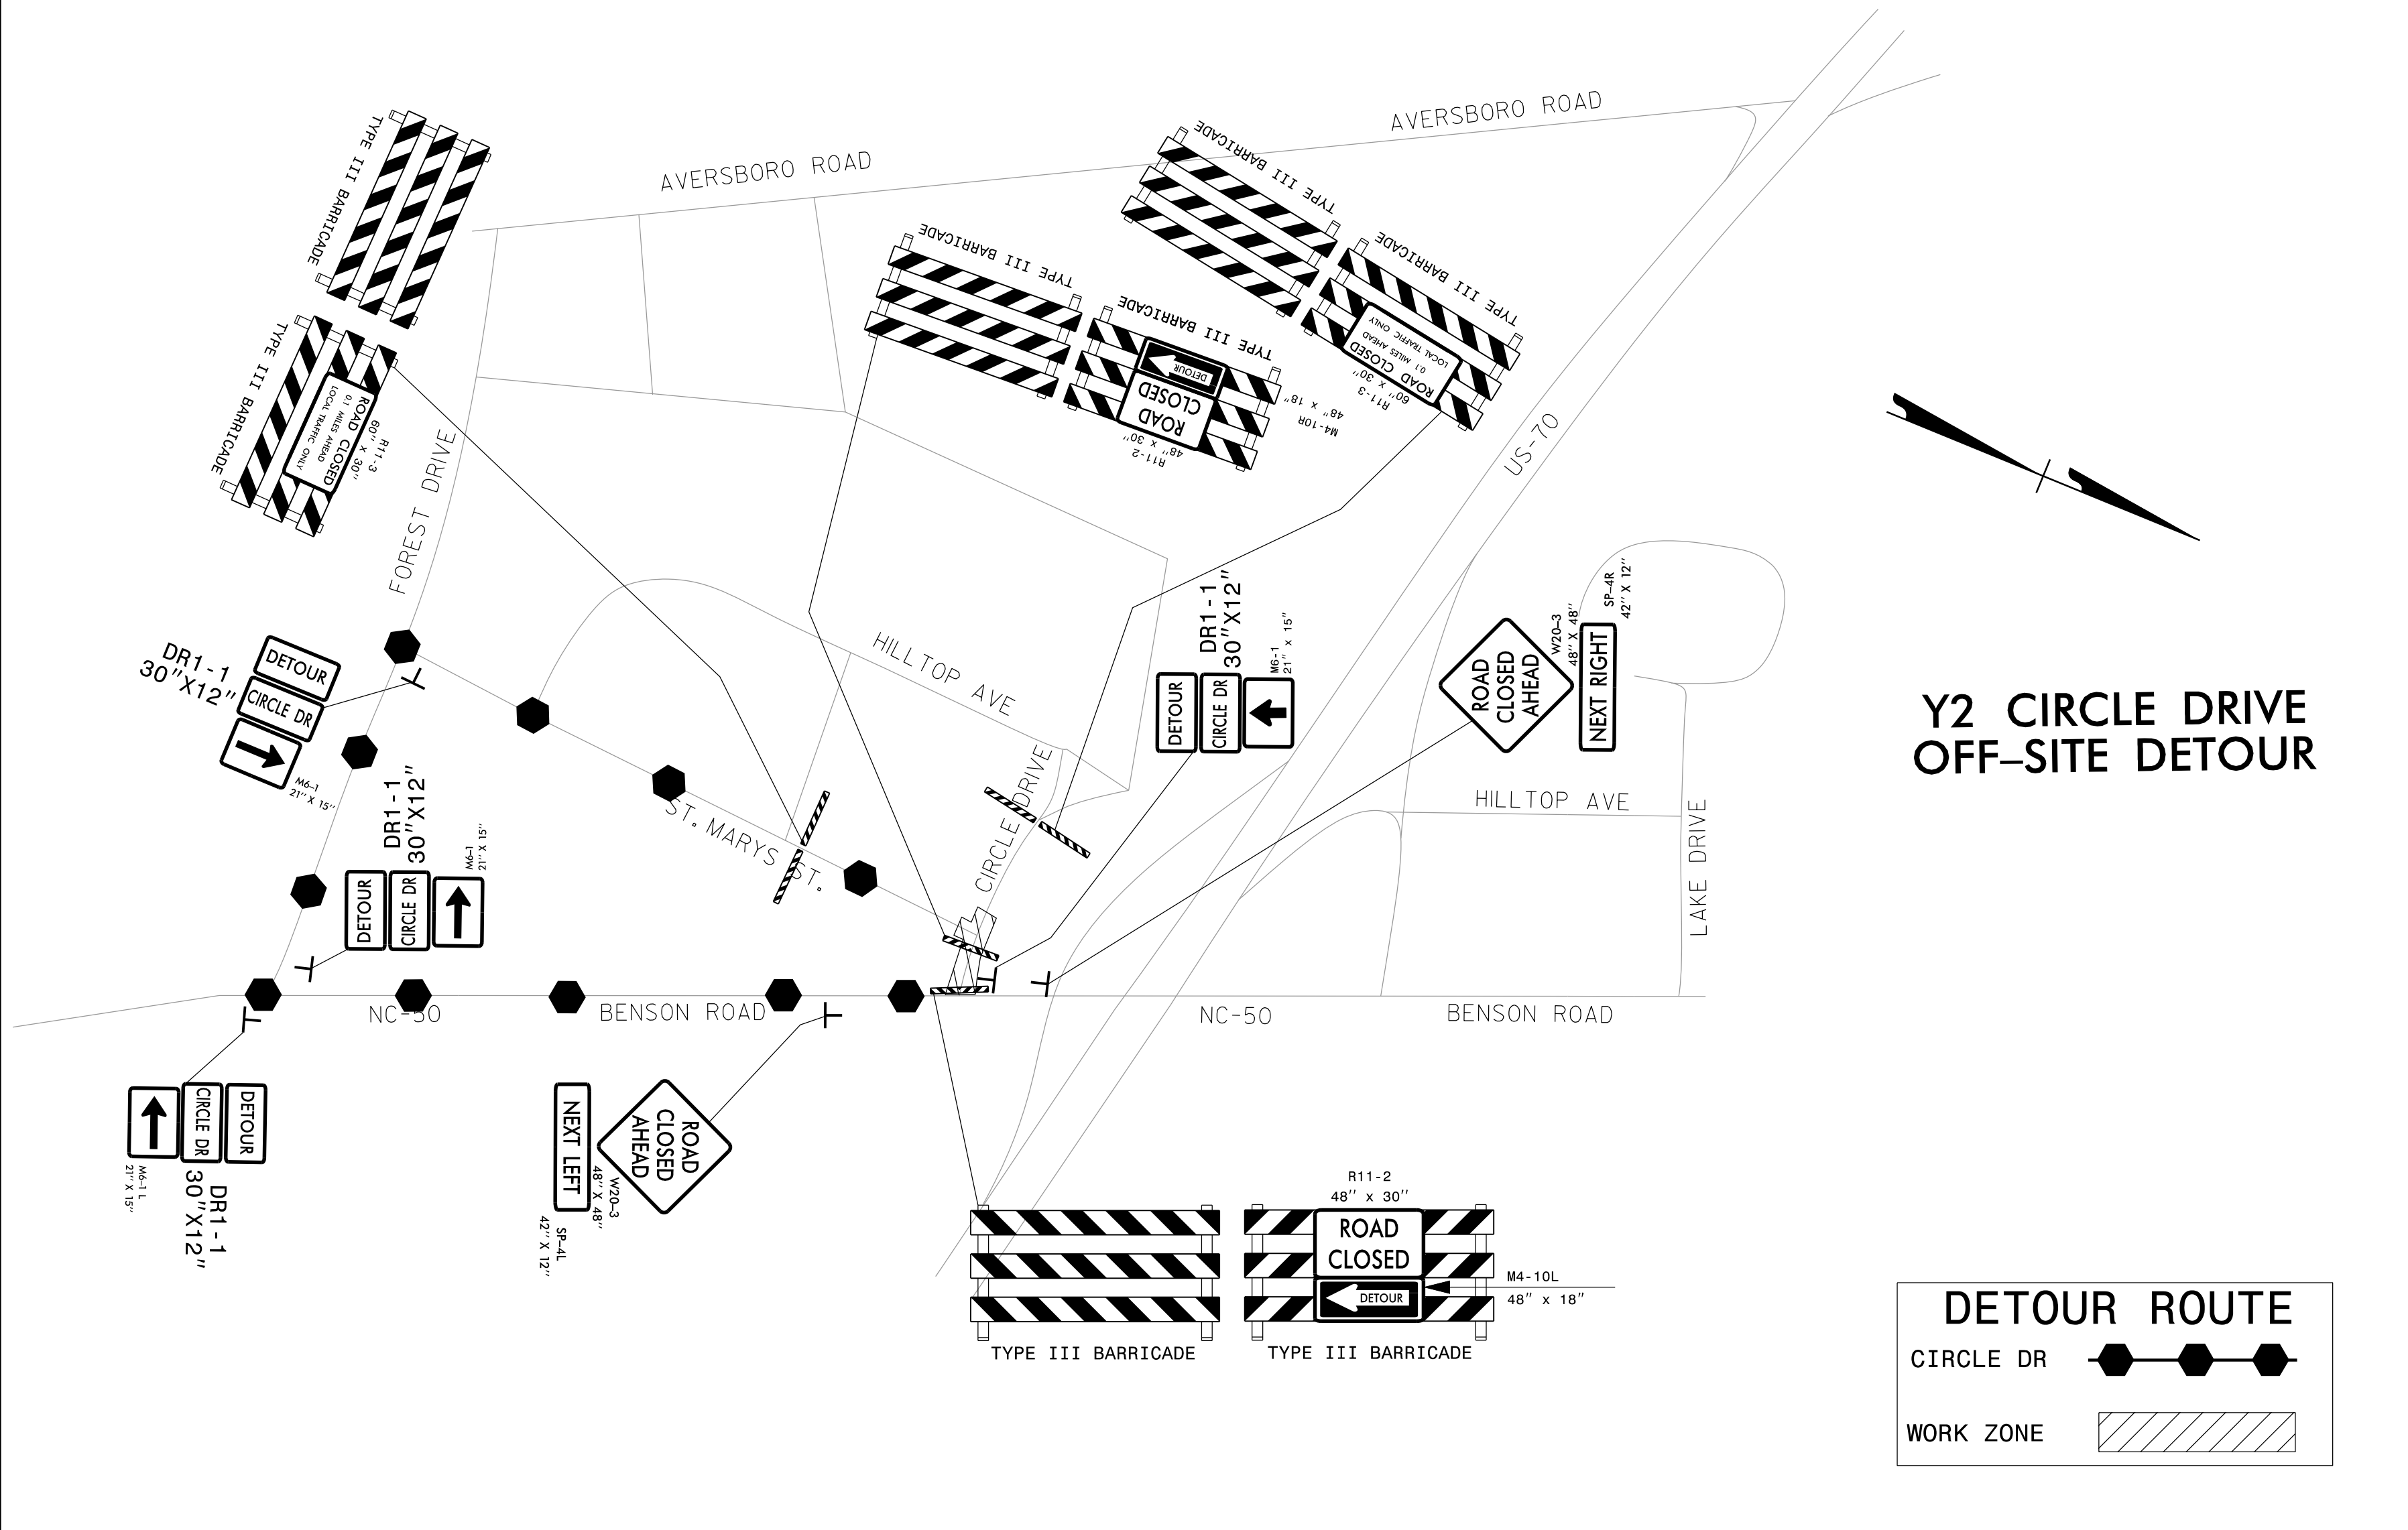 AVERSBORO ROAD
AVERSBORO ROAD
TYPE III BARRICADE
TYPE III BARRICADE
ROAD CLOSED
0.1 MILES AHEAD
LOCAL TRAFFIC ONLY
R11-3
60" X 30"
TYPE III BARRICADE
TYPE III BARRICADE
DETOUR
ROAD
CLOSED
R11-2
48" X 30"
M4-10R
48" X 18"
TYPE III BARRICADE
TYPE III BARRICADE
ROAD CLOSED
0.1 MILES AHEAD
LOCAL TRAFFIC ONLY
R11-3
60" X 30"
FOREST DRIVE
US-70
HILLTOP AVE
CIRCLE DRIVE
ST. MARYS ST.
DR1-1
30"X12"
DETOUR
CIRCLE DR
M6-1
21" X 15"
DR1-1
30"X12"
DETOUR
CIRCLE DR
M6-1
21" X 15"
DR1-1
30"X12"
DETOUR
CIRCLE DR
M6-1
21" x 15"
ROAD
CLOSED
AHEAD
W20-3
48" X 48"
NEXT RIGHT
SP-4R
42" X 12"
Y2 CIRCLE DRIVE
OFF-SITE DETOUR
HILLTOP AVE
LAKE DRIVE
NC-50
BENSON ROAD
NC-50
BENSON ROAD
DETOUR
CIRCLE DR
M6-1 L
21" X 15"
DR1-1
30"X12"
ROAD
CLOSED
AHEAD
W20-3
48" X 48"
NEXT LEFT
SP-4L
42" X 12"
R11-2
48" x 30"
ROAD
CLOSED
DETOUR
M4-10L
48" x 18"
TYPE III BARRICADE
TYPE III BARRICADE
DETOUR ROUTE
CIRCLE DR
WORK ZONE